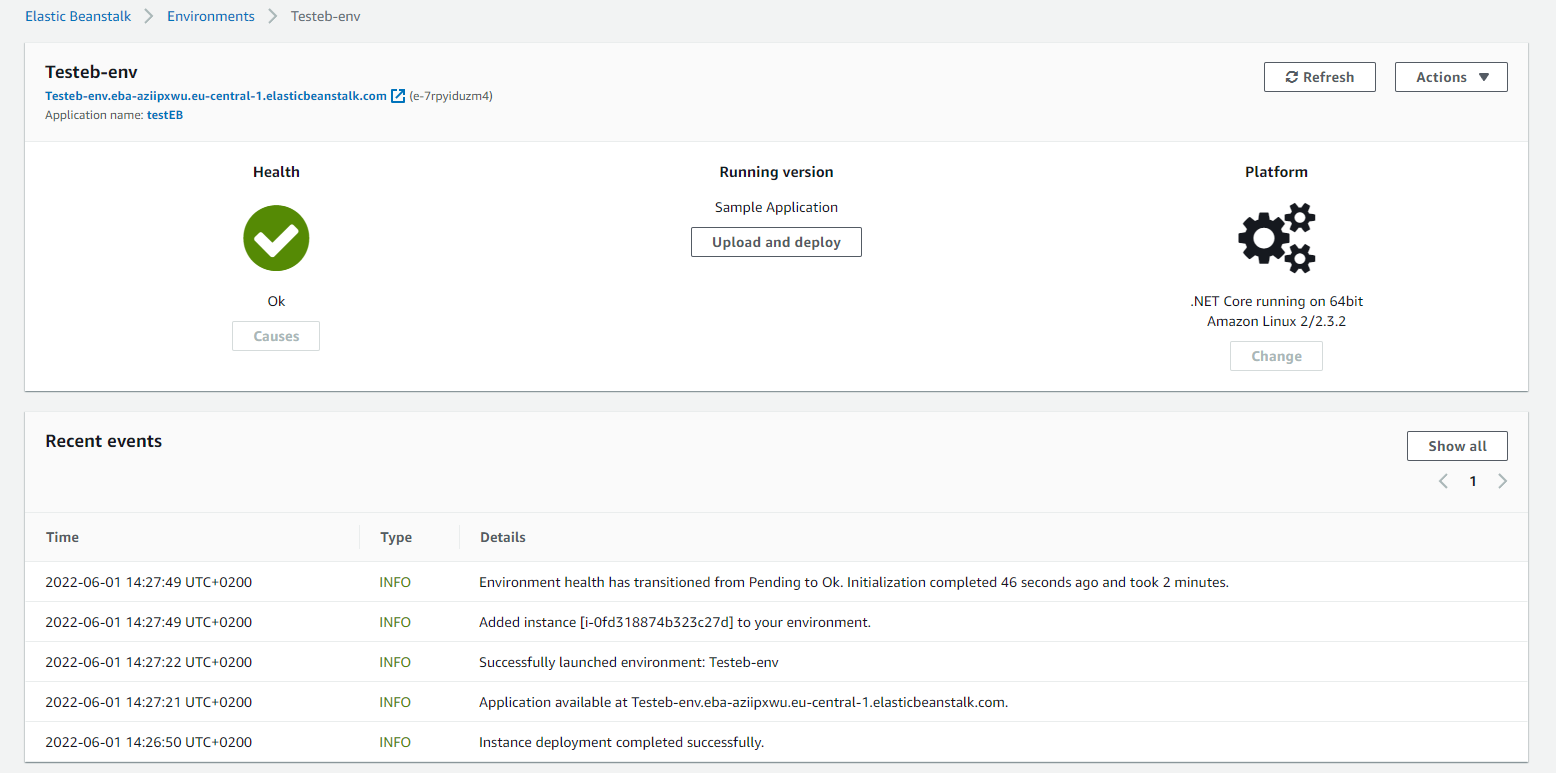 Elastic Beanstalk > Environments > Testeb-env
Testeb-env
Testeb-env.eba-aziipxwu.eu-central-1.elasticbeanstalk.com (e-7rpyiduzm4)
Application name: testEB
Refresh
Actions
Health
Ok
Causes
Running version
Sample Application
Upload and deploy
Platform
.NET Core running on 64bit
Amazon Linux 2/2.3.2
Change
Recent events
Show all
1
Time Type Details
2022-06-01 14:27:49 UTC+0200 INFO Environment health has transitioned from Pending to Ok. Initialization completed 46 seconds ago and took 2 minutes.
2022-06-01 14:27:49 UTC+0200 INFO Added instance [i-0fd318874b323c27d] to your environment.
2022-06-01 14:27:22 UTC+0200 INFO Successfully launched environment: Testeb-env
2022-06-01 14:27:21 UTC+0200 INFO Application available at Testeb-env.eba-aziipxwu.eu-central-1.elasticbeanstalk.com.
2022-06-01 14:26:50 UTC+0200 INFO Instance deployment completed successfully.